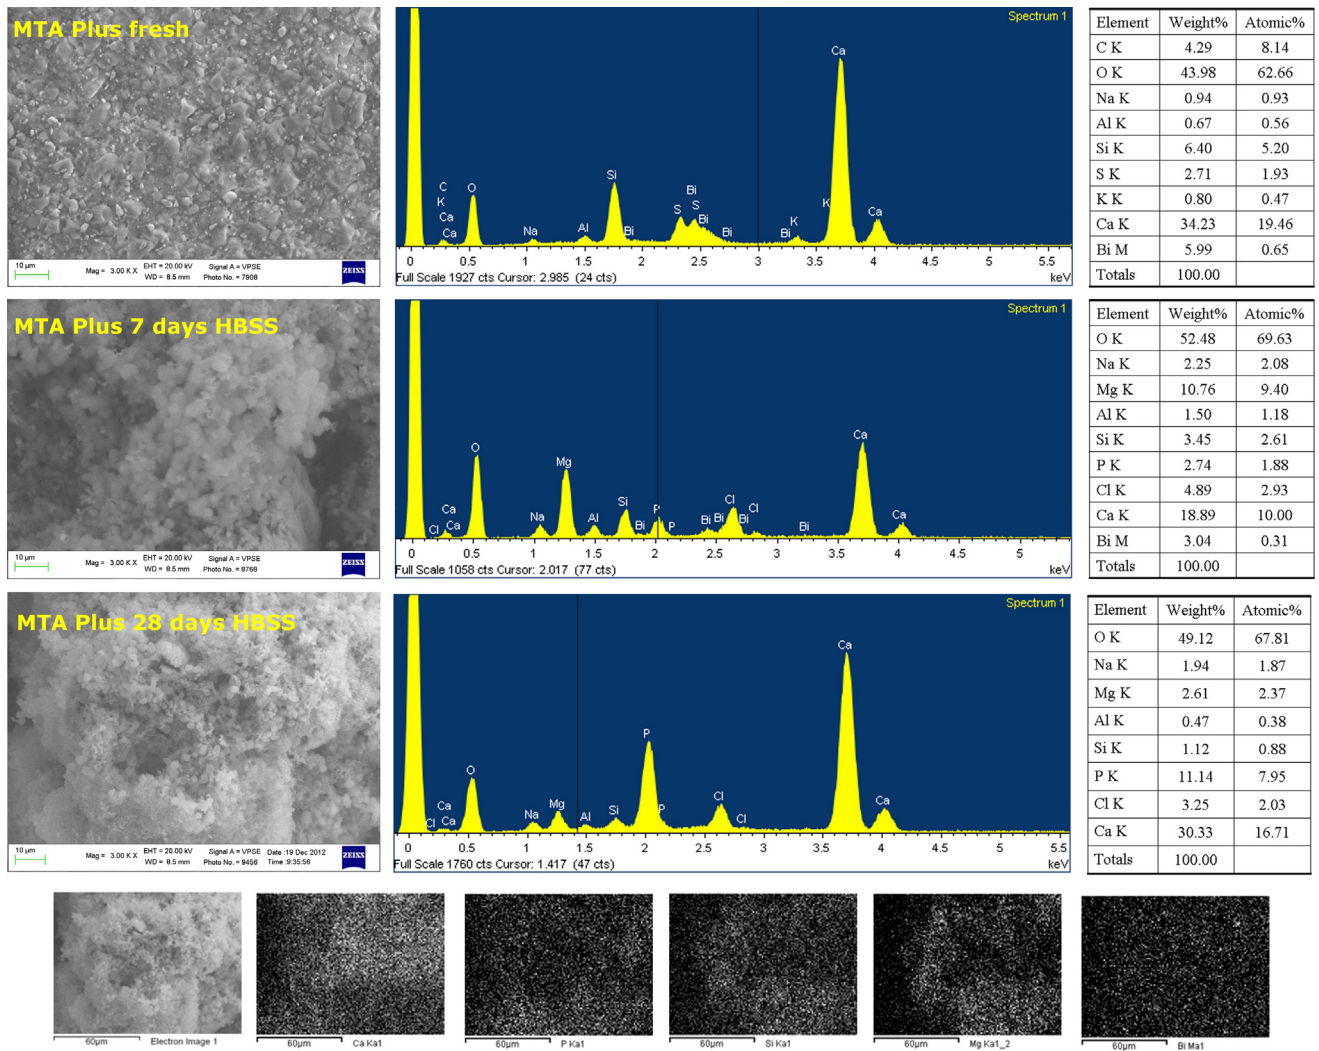 MTA Plus fresh
10 µm
Mag = 3.00 K X
EHT = 20.00 kV
WD = 8.5 mm
Signal A = VPSE
Photo No. = 7908
ZEISS
Spectrum 1
C
K
Ca
Ca
O
Na
Al
Si
Bi
S
Bi
S
Bi
Bi
Bi
K
K
Ca
Ca
0 0.5 1 1.5 2 2.5 3 3.5 4 4.5 5 5.5
Full Scale 1927 cts Cursor: 2.985 (24 cts)
keV
Element Weight% Atomic%
C K 4.29 8.14
O K 43.98 62.66
Na K 0.94 0.93
Al K 0.67 0.56
Si K 6.40 5.20
S K 2.71 1.93
K K 0.80 0.47
Ca K 34.23 19.46
Bi M 5.99 0.65
Totals 100.00
MTA Plus 7 days HBSS
10 µm
Mag = 3.00 K X
EHT = 20.00 kV
WD = 8.5 mm
Signal A = VPSE
Photo No. = 8768
ZEISS
Spectrum 1
Cl
Ca
Ca
O
Na
Mg
Al
Si
Bi
P
P
Bi
Bi
Cl
Bi
Cl
Bi
Ca
Ca
0 0.5 1 1.5 2 2.5 3 3.5 4 4.5 5
Full Scale 1058 cts Cursor: 2.017 (77 cts)
keV
Element Weight% Atomic%
O K 52.48 69.63
Na K 2.25 2.08
Mg K 10.76 9.40
Al K 1.50 1.18
Si K 3.45 2.61
P K 2.74 1.88
Cl K 4.89 2.93
Ca K 18.89 10.00
Bi M 3.04 0.31
Totals 100.00
MTA Plus 28 days HBSS
10 µm
Mag = 3.00 K X
EHT = 20.00 kV
WD = 8.5 mm
Signal A = VPSE
Photo No. = 9456
Date :19 Dec 2012
Time :9:35:56
ZEISS
Spectrum 1
Cl
Ca
Ca
O
Na
Mg
Al
Si
P
P
Cl
Cl
Ca
Ca
0 0.5 1 1.5 2 2.5 3 3.5 4 4.5 5 5.5
Full Scale 1760 cts Cursor: 1.417 (47 cts)
keV
Element Weight% Atomic%
O K 49.12 67.81
Na K 1.94 1.87
Mg K 2.61 2.37
Al K 0.47 0.38
Si K 1.12 0.88
P K 11.14 7.95
Cl K 3.25 2.03
Ca K 30.33 16.71
Totals 100.00
60µm Electron Image 1
60µm Ca Ka1
60µm P Ka1
60µm Si Ka1
60µm Mg Ka1_2
60µm Bi Ma1